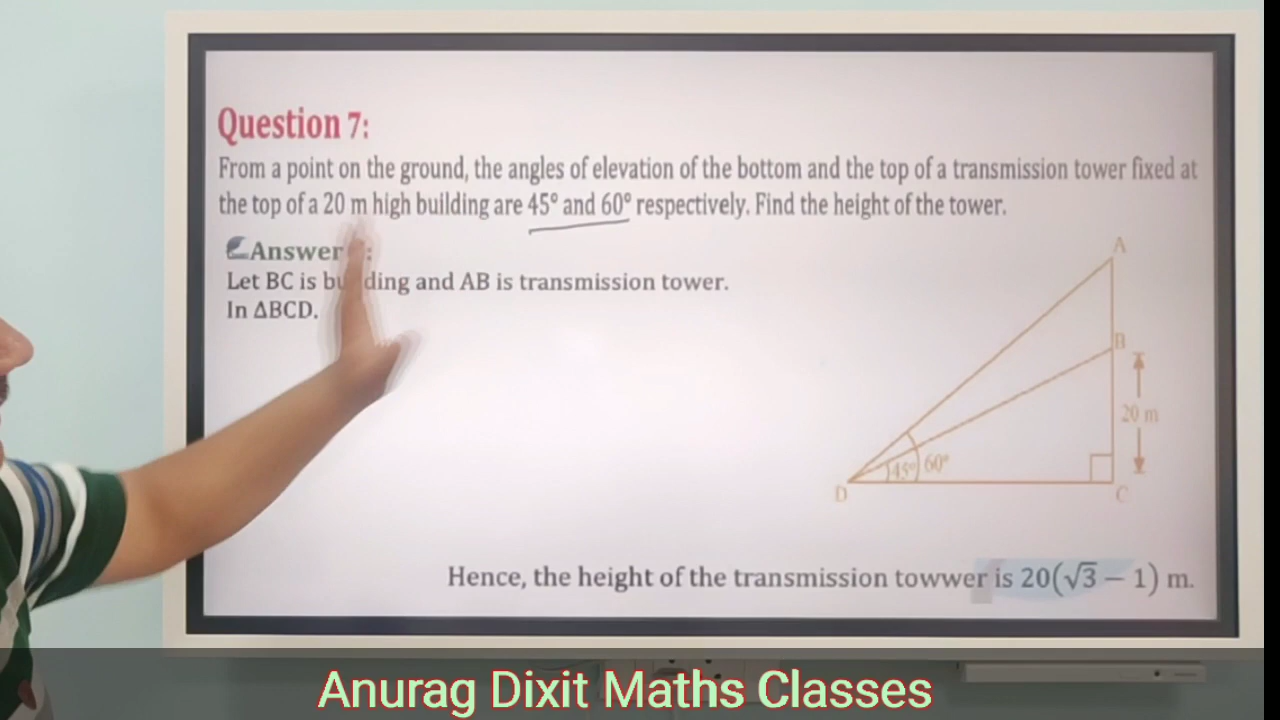 Question 7:
From a point on the ground, the angles of elevation of the bottom and the top of a transmission tower fixed at
the top of a 20 m high building are 45° and 60° respectively. Find the height of the tower.
Answer :
Let BC is building and AB is transmission tower.
In ΔBCD.
A
B
20 m
45° 60°
D
C
Hence, the height of the transmission towwer is 20(√3 − 1) m.
Anurag Dixit Maths Classes